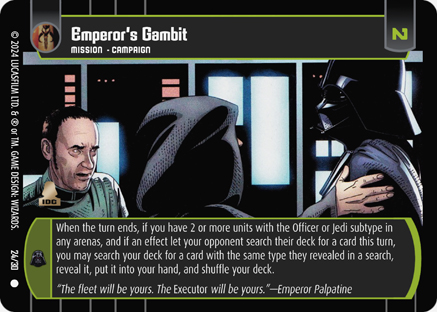 Emperor's Gambit
MISSION - CAMPAIGN
N
© 2024 LUCASFILM LTD. & ® or TM. GAME DESIGN: WIZARDS.
100
When the turn ends, if you have 2 or more units with the Officer or Jedi subtype in
any arenas, and if an effect let your opponent search their deck for a card this turn,
you may search your deck for a card with the same type they revealed in a search,
reveal it, put it into your hand, and shuffle your deck.
"The fleet will be yours. The Executor will be yours."—Emperor Palpatine